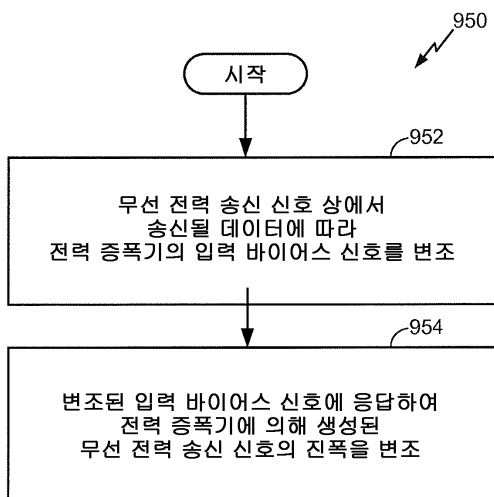 950
시작
952
무선 전력 송신 신호 상에서
송신될 데이터에 따라
전력 증폭기의 입력 바이어스 신호를 변조
954
변조된 입력 바이어스 신호에 응답하여
전력 증폭기에 의해 생성된
무선 전력 송신 신호의 진폭을 변조